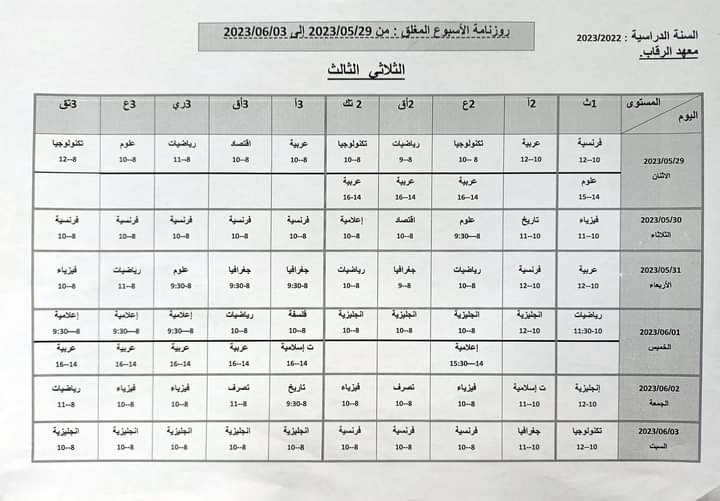 السنة الدراسية : 2023/2022
معهد الرقاب.
روزنامة الأسبوع المغلق : من 2023/05/29 إلى 2023/06/03
الثلاثي الثالث
المستوى اليوم 1ث 2آ 2ع 2أق 2 تك 3أ 3أق 3ري 3ع 3تق
2023/05/29 الاثنان
فرنسية عربية تكنولوجيا رياضيات تكنولوجيا عربية اقتصاد رياضيات علوم تكنولوجيا
12--10 12--10 10--8 9--8 10--8 10--8 10--8 11--8 10--8 12--8
علوم عربية عربية عربية
15--14 16--14 16--14 16--14
2023/05/30 الثلاثاء
فيزياء تاريخ علوم اقتصاد إعلامية فرنسية فرنسية فرنسية فرنسية فرنسية
11--10 11--10 9:30—8 10--8 10--8 10--8 10--8 10--8 10--8 10--8
2023/05/31 الأربعاء
عربية فرنسية رياضيات جغرافيا رياضيات جغرافيا جغرافيا علوم رياضيات فيزياء
12--10 12--10 10--8 9--8 10--8 9:30-8 9:30-8 9:30-8 11--8 10--8
2023/06/01 الخميس
رياضيات انجليزية انجليزية انجليزية انجليزية فلسفة رياضيات إعلامية إعلامية إعلامية
11:30-10 12--10 10--8 10--8 10--8 10--8 10--8 9:30—8 9:30—8 9:30—8
إعلامية ت إسلامية عربية عربية عربية عربية
15:30—14 16--14 16--14 16--14 16--14 16--14
2023/06/02 الجمعة
إنجليزية ت إسلامية فيزياء تصرف فيزياء تاريخ تصرف فيزياء فيزياء رياضيات
12-10 11--10 10--8 10--8 10--8 9:30-8 11--8 10--8 10--8 11--8
2023/06/03 السبت
تكنولوجيا جغرافيا فرنسية فرنسية فرنسية انجليزية انجليزية انجليزية انجليزية انجليزية
12--10 11--10 10--8 10--8 10--8 10--8 10--8 10--8 10--8 10--8